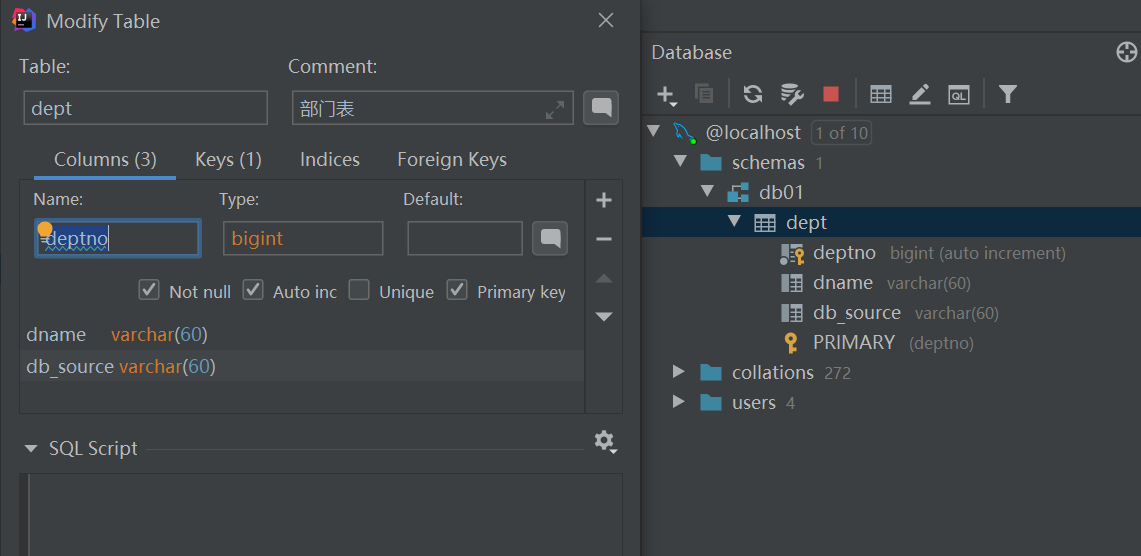 Modify Table
Table:
Comment:
dept
部门表
Columns (3)
Keys (1)
Indices
Foreign Keys
Name:
Type:
Default:
deptno
bigint
Not null
Auto inc
Unique
Primary key
dname varchar(60)
db_source varchar(60)
SQL Script
Database
QL
@localhost 1 of 10
schemas 1
db01
dept
deptno bigint (auto increment)
dname varchar(60)
db_source varchar(60)
PRIMARY (deptno)
collations 272
users 4